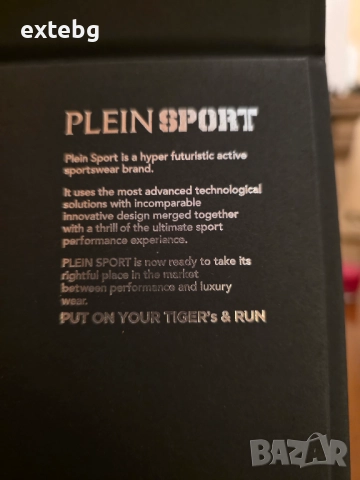 extebg
PLEIN SPORT
Plein Sport is a hyper futuristic active
sportswear brand.
It uses the most advanced technological
solutions with incomparable
innovative design merged together
with a thrill of the ultimate sport
performance experience.
PLEIN SPORT is now ready to take its
rightful place in the market
between performance and luxury
wear.
PUT ON YOUR TIGER's & RUN
BAZAR
bg